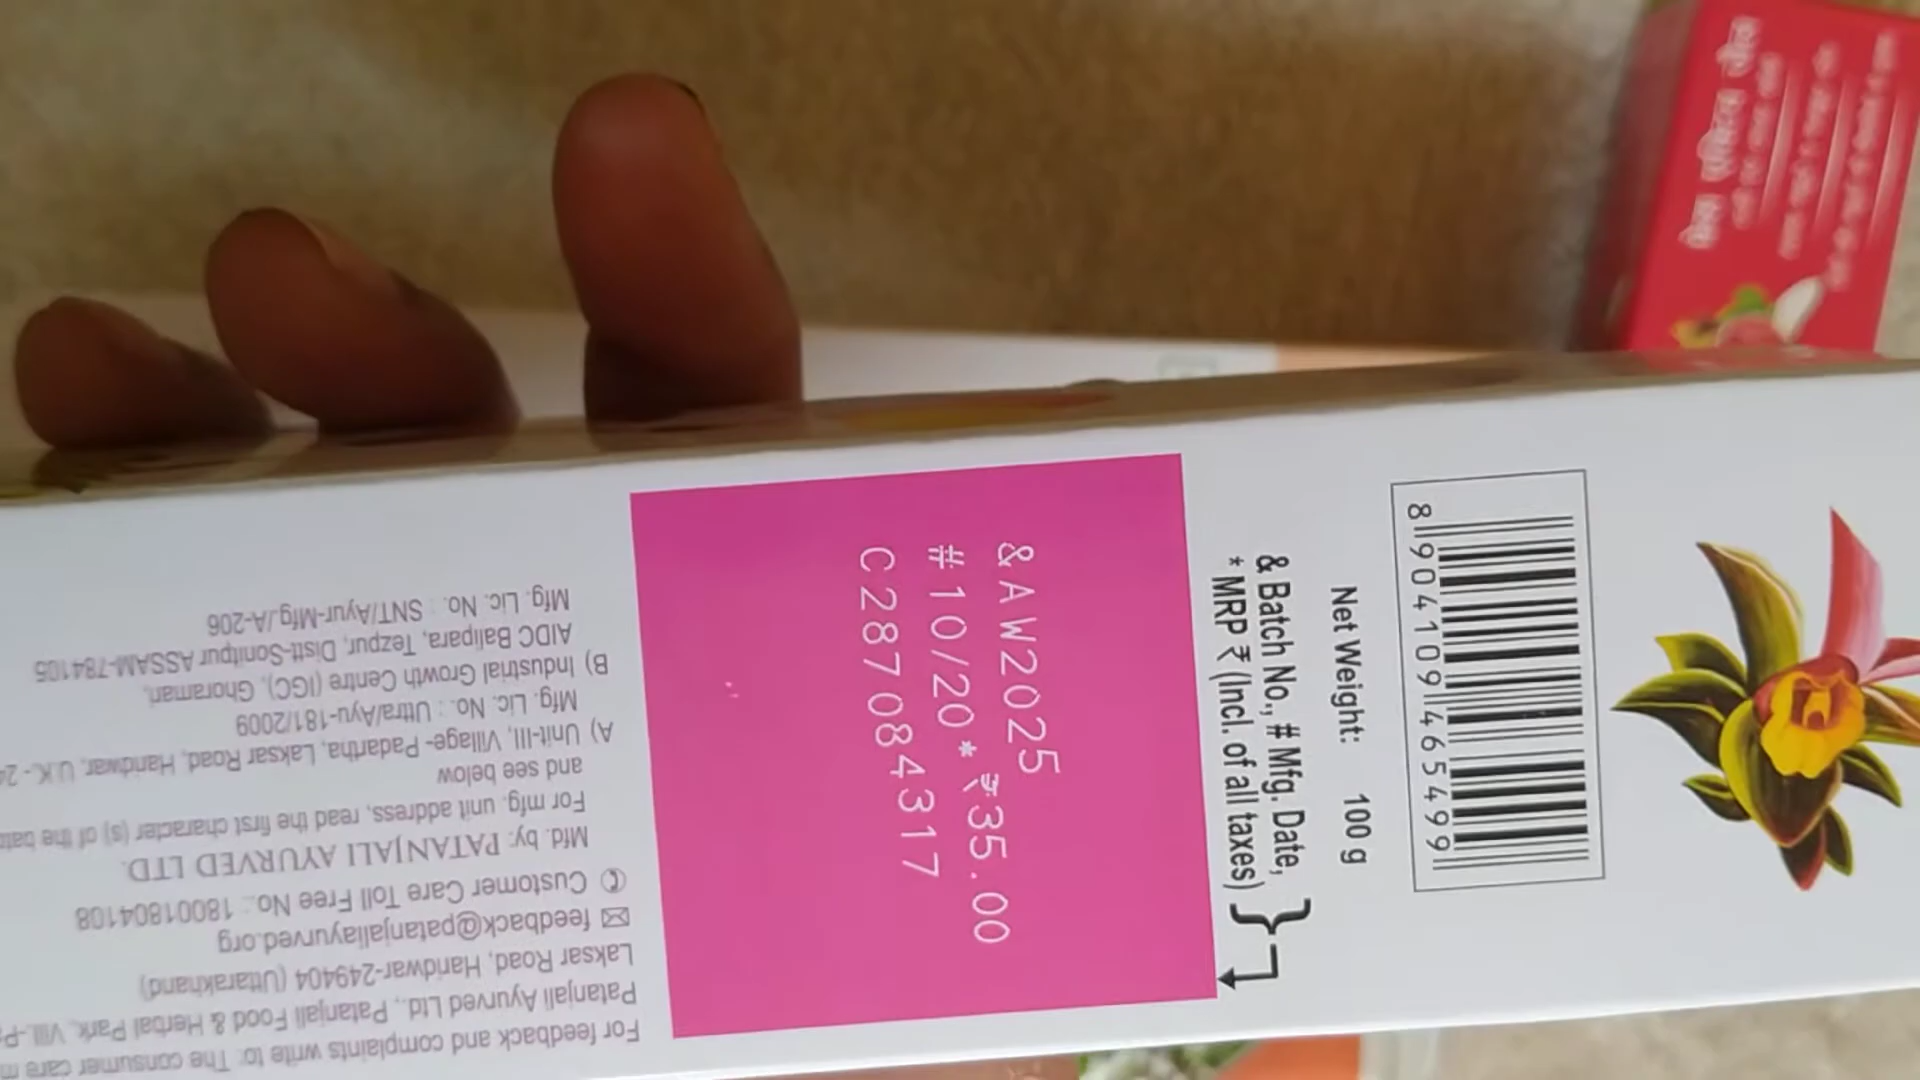 8 904109 465499
Net Weight: 100 g
& Batch No., # Mfg. Date,
* MRP ₹ (Incl. of all taxes)
&AW2025
#10/20*₹35.00
C287084317
For feedback and complaints write to: The consumer care
Patanjali Ayurved Ltd., Patanjali Food & Herbal Park, Vill.-
Laksar Road, Haridwar-249404 (Uttarakhand)
feedback@patanjaliayurved.org
Customer Care Toll Free No.: 18001804108
Mfd. by: PATANJALI AYURVED LTD.
For mfg. unit address, read the first character (s) of the
and see below
A) Unit-III, Village- Padartha, Laksar Road, Haridwar, U.K.-
Mfg. Lic. No. : Uttra/Ayu-181/2009
B) Industrial Growth Centre (IGC), Ghoramari,
AIDC Balipara, Tezpur, Distt-Sonitpur ASSAM-784105
Mfg. Lic. No. : SNT/Ayur-Mfg./A-206